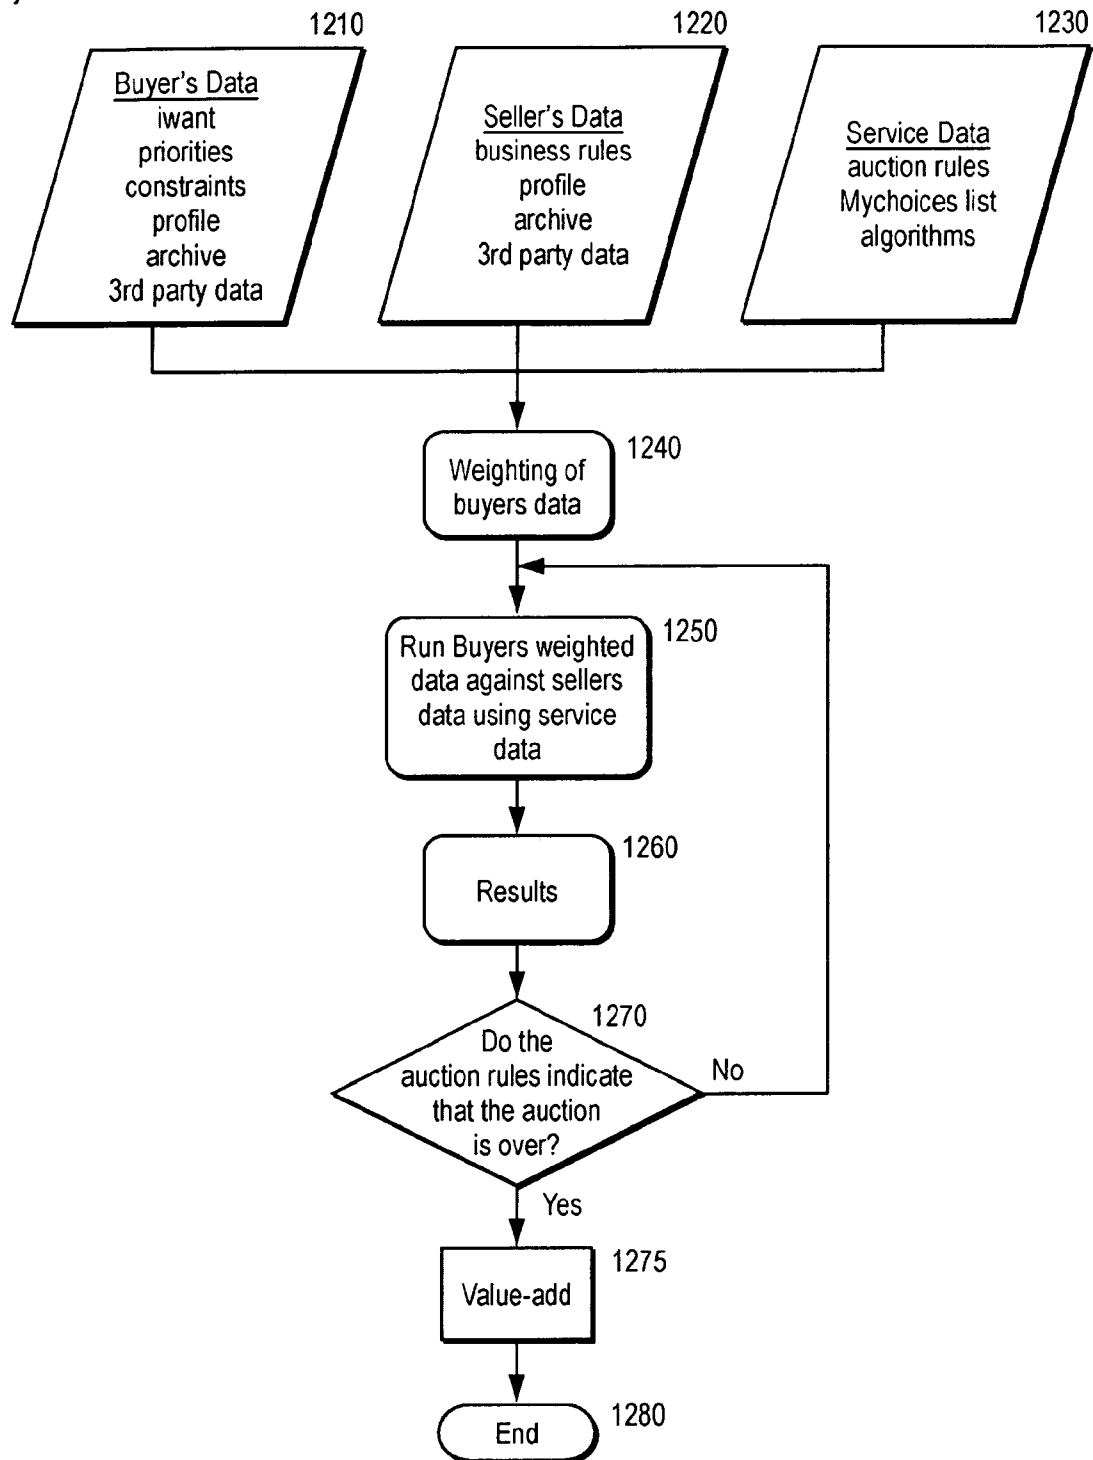 1210
Buyer's Data
iwant
priorities
constraints
profile
archive
3rd party data
1220
Seller's Data
business rules
profile
archive
3rd party data
1230
Service Data
auction rules
Mychoices list
algorithms
1240
Weighting of
buyers data
1250
Run Buyers weighted
data against sellers
data using service
data
1260
Results
1270
Do the
auction rules indicate
that the auction
is over?
No
Yes
1275
Value-add
1280
End